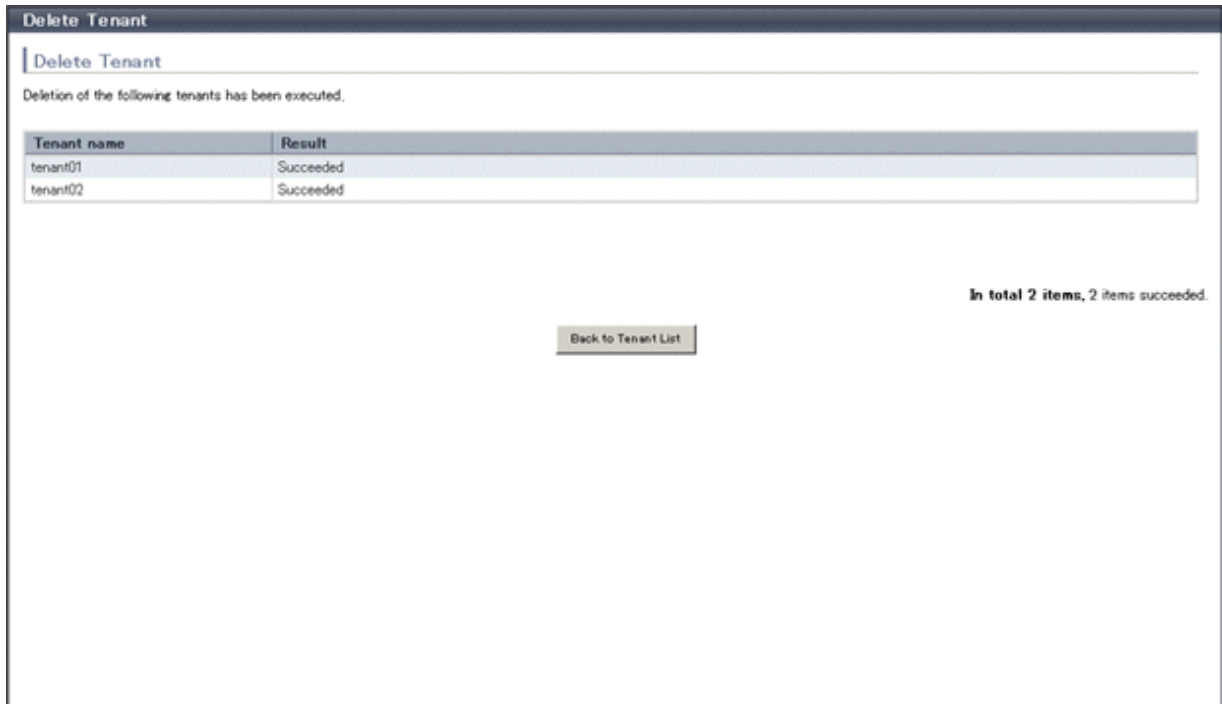 Delete Tenant
Delete Tenant
Deletion of the following tenants has been executed.
Tenant name Result
tenant01 Succeeded
tenant02 Succeeded
In total 2 items, 2 items succeeded.
Back to Tenant List